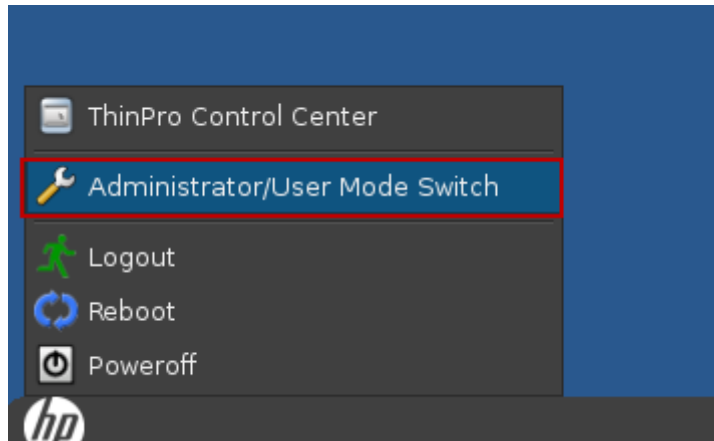 ThinPro Control Center
Administrator/User Mode Switch
Logout
Reboot
Poweroff
hp